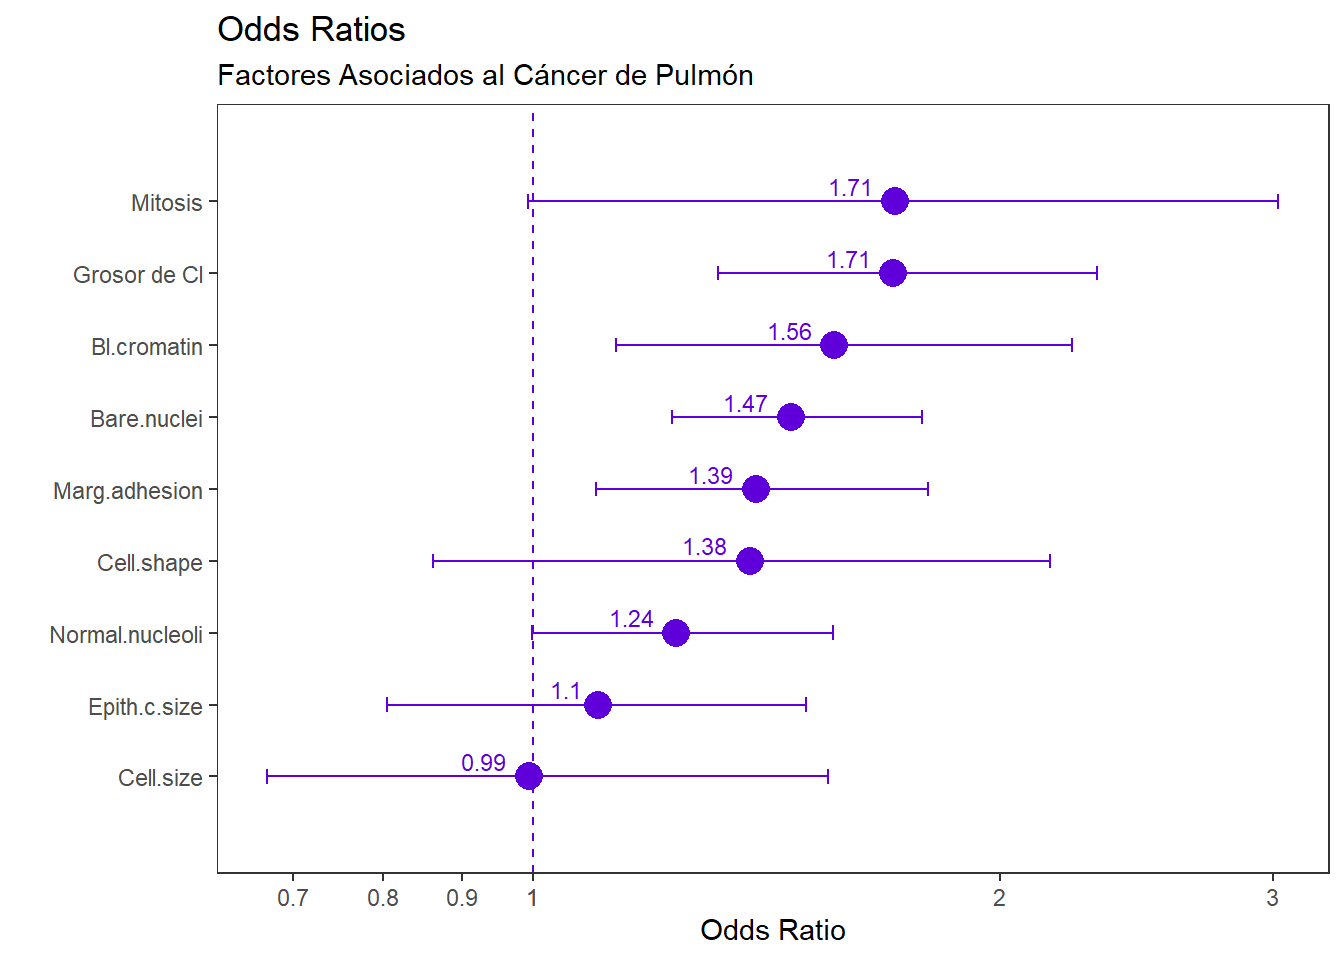 Odds Ratios
Factores Asociados al Cáncer de Pulmón
Mitosis
1.71
Grosor de Cl
1.71
Bl.cromatin
1.56
Bare.nuclei
1.47
Marg.adhesion
1.39
Cell.shape
1.38
Normal.nucleoli
1.24
Epith.c.size
1.1
Cell.size
0.99
0.7 0.8 0.9 1 2 3
Odds Ratio